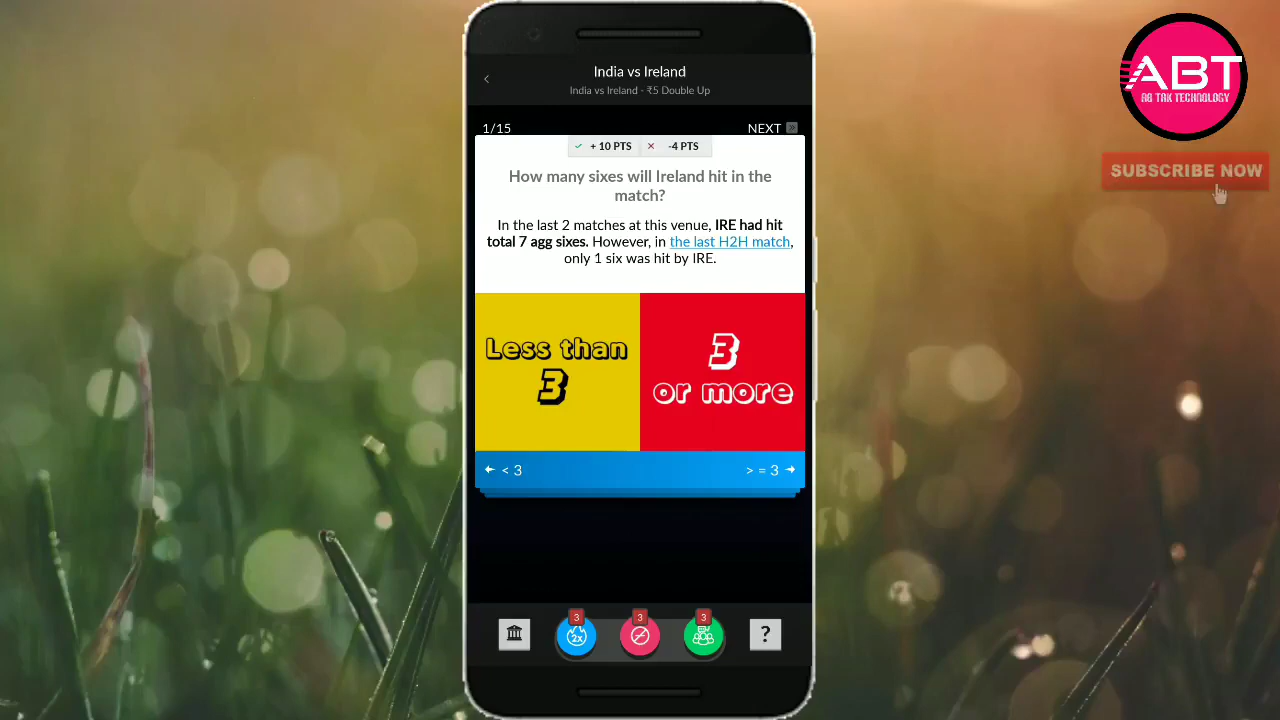 India vs Ireland
India vs Ireland - ₹5 Double Up
1/15
NEXT
+ 10 PTS
-4 PTS
How many sixes will Ireland hit in the
match?
In the last 2 matches at this venue, IRE had hit
total 7 agg sixes. However, in the last H2H match,
only 1 six was hit by IRE.
Less than
3
3
or more
< 3
> = 3
3
3
3
2X
?
ABT
AB TAK TECHNOLOGY
SUBSCRIBE NOW